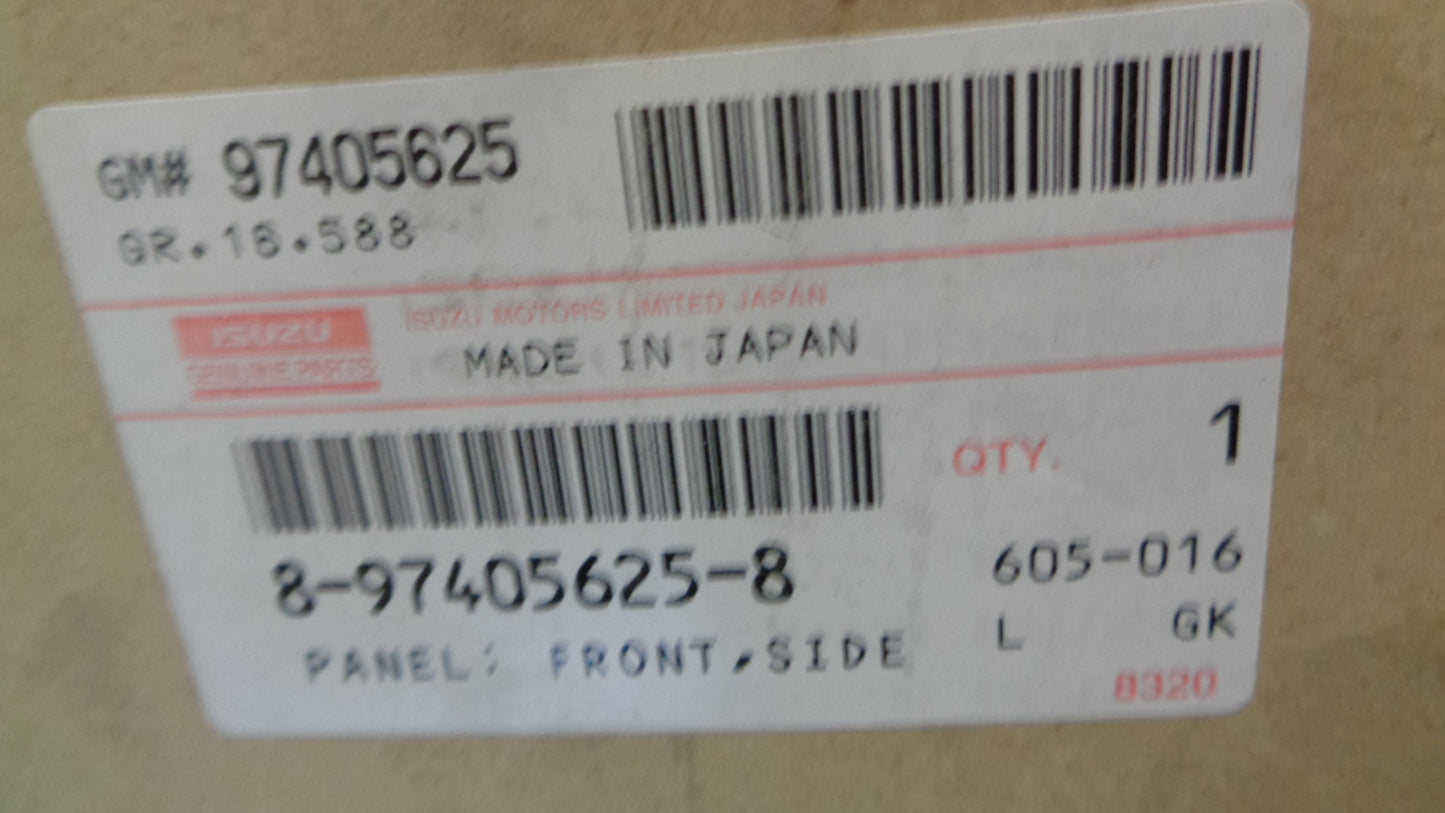 GM# 97405625
GR.16.588
ISUZU
GENUINE PARTS
ISUZU MOTORS LIMITED JAPAN
MADE IN JAPAN
QTY. 1
8-97405625-8
605-016
PANEL; FRONT,SIDE
L GK
8320